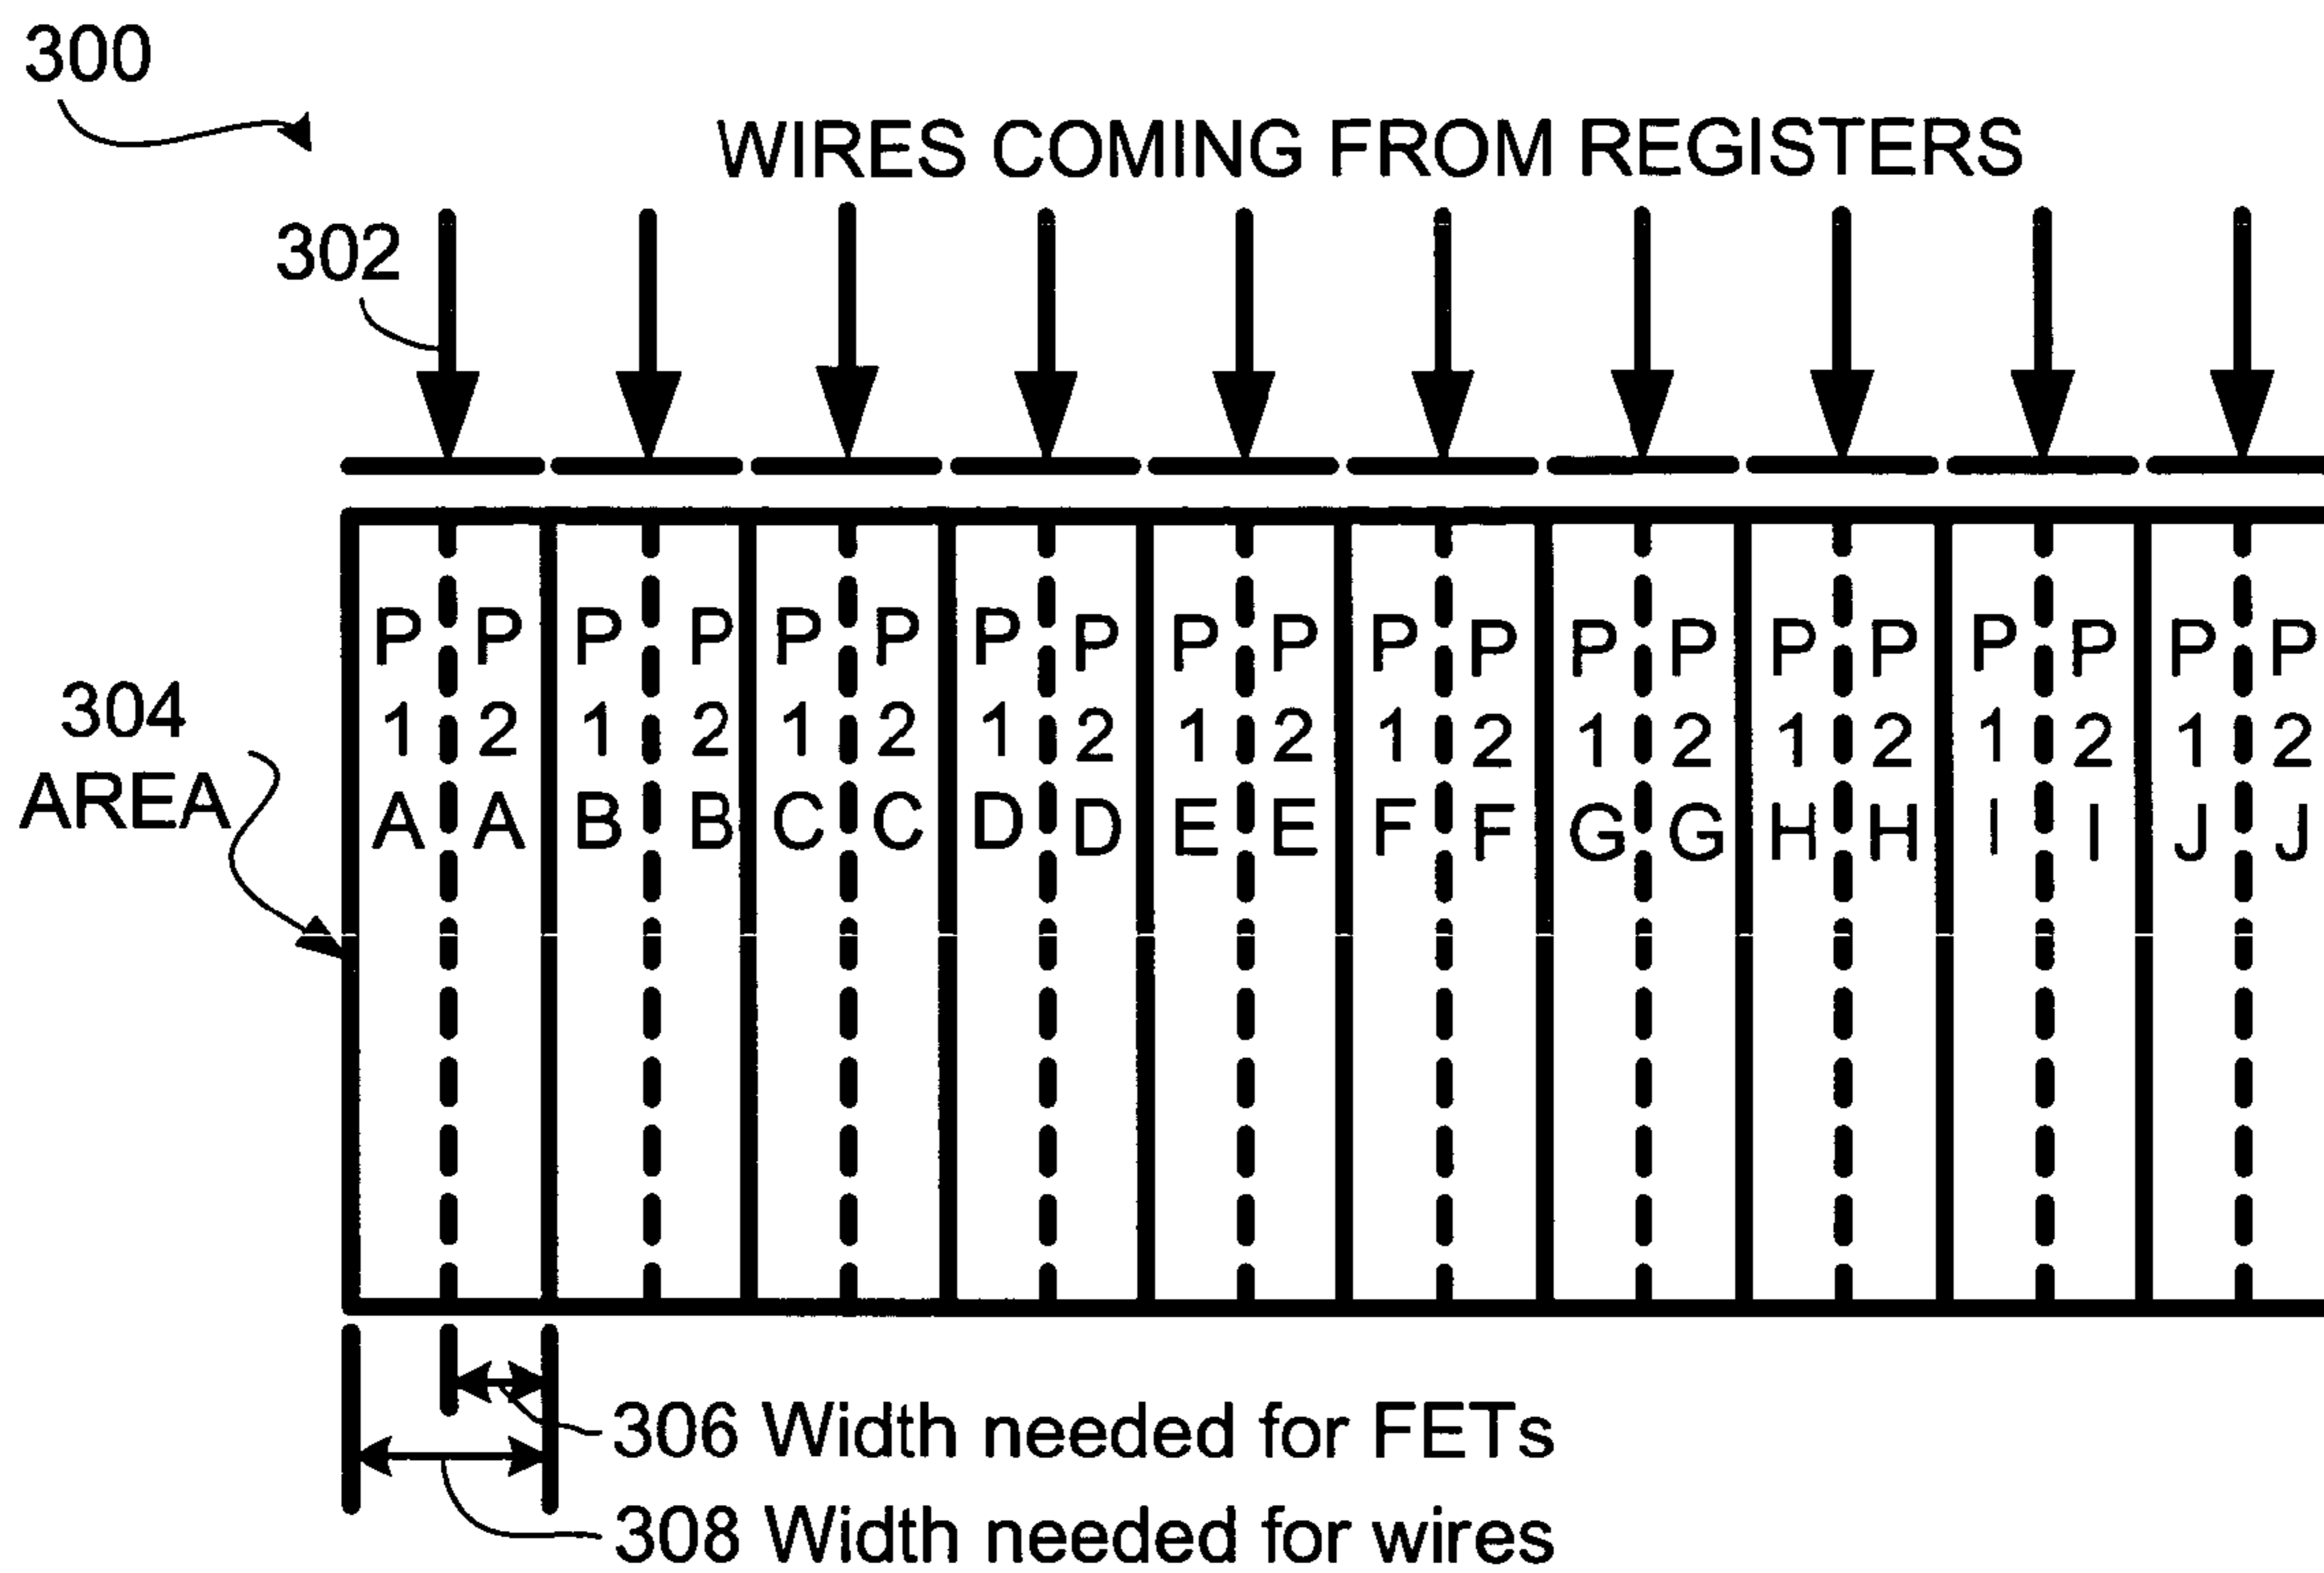 300
WIRES COMING FROM REGISTERS
302
P P P P P P P P P P P P P P P P P P P P
304
1 2 1 2 1 2 1 2 1 2 1 2 1 2 1 2 1 2 1 2
AREA
A A B B C C D D E E F F G G H H I I J J
306 Width needed for FETs
308 Width needed for wires